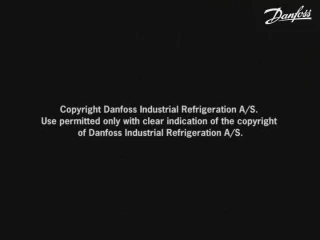 Danfoss
Copyright Danfoss Industrial Refrigeration A/S.
Use permitted only with clear indication of the copyright
of Danfoss Industrial Refrigeration A/S.